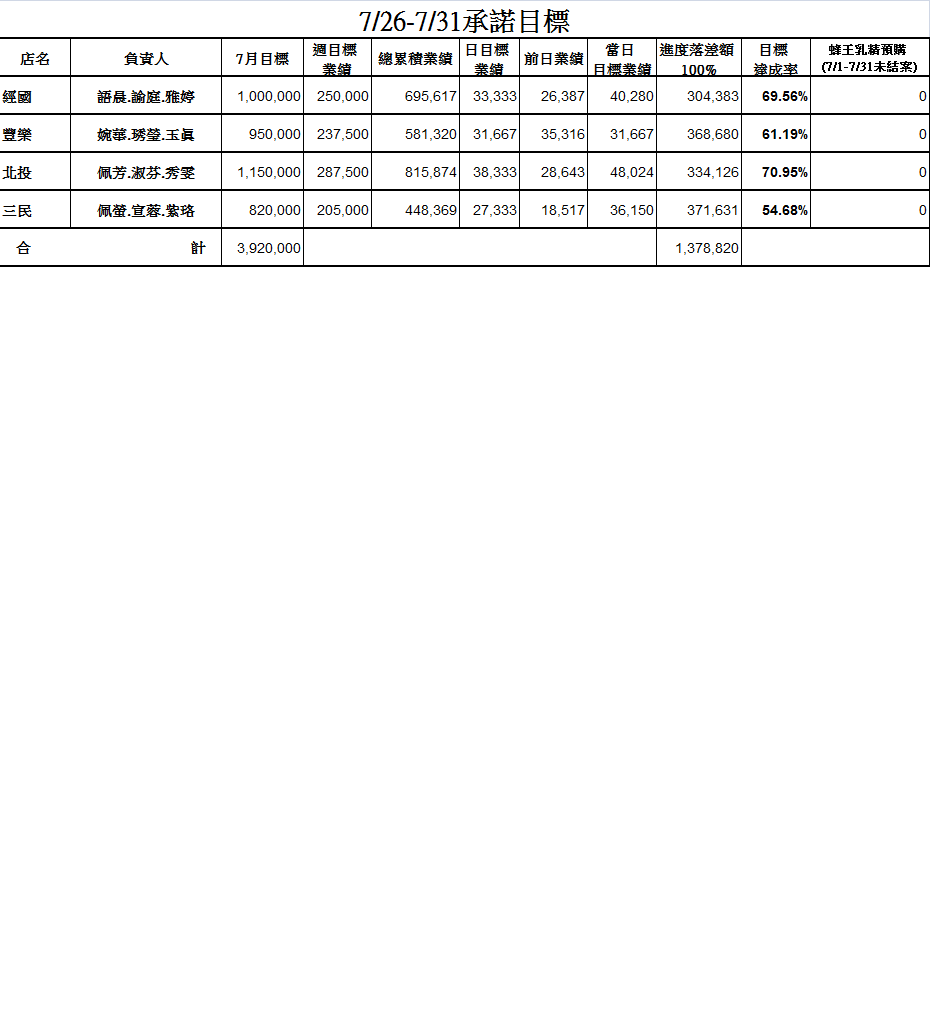 7/26-7/31承諾目標
店名 負責人 7月目標 週目標業績 總累積業績 日目標業績 前日業績 當日目標業績 進度落差額100% 目標達成率 蜂王乳精預購(7/1-7/31未結案)
經國 語晨.諭庭.雅婷 1,000,000 250,000 695,617 33,333 26,387 40,280 304,383 69.56% 0
豐樂 婉華.琇瑩.玉眞 950,000 237,500 581,320 31,667 35,316 31,667 368,680 61.19% 0
北投 佩芳.淑芬.秀雯 1,150,000 287,500 815,874 38,333 28,643 48,024 334,126 70.95% 0
三民 佩螢.宣蓉.紫珞 820,000 205,000 448,369 27,333 18,517 36,150 371,631 54.68% 0
合 計 3,920,000 1,378,820